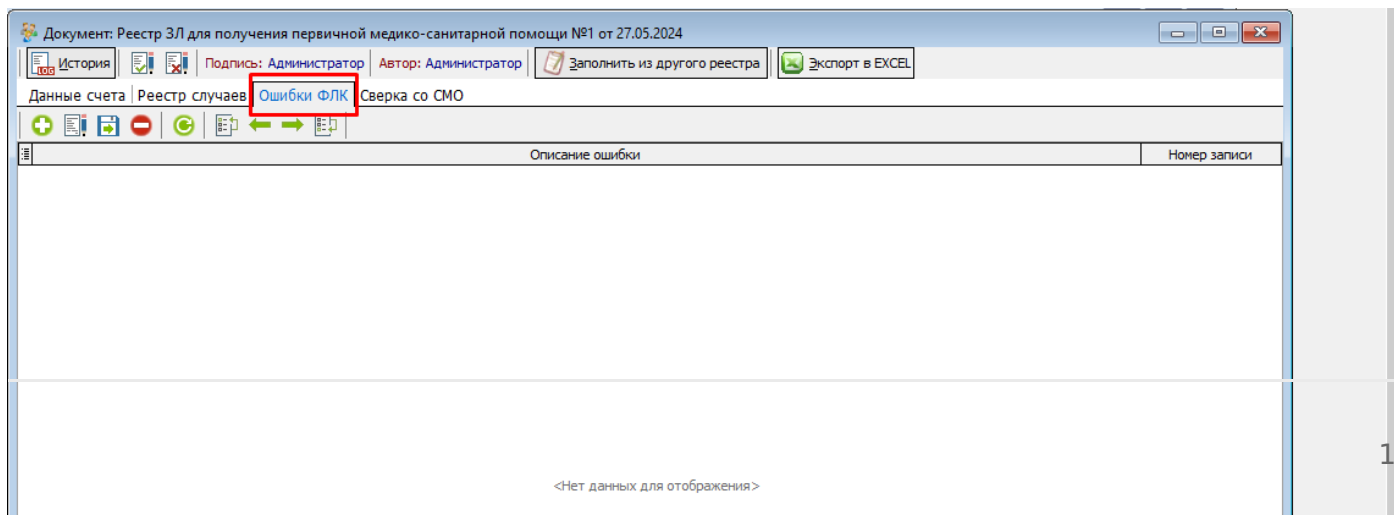 Документ: Реестр ЗЛ для получения первичной медико-санитарной помощи №1 от 27.05.2024
LOG История Подпись: Администратор Автор: Администратор Заполнить из другого реестра Экспорт в EXCEL
Данные счета Реестр случаев Ошибки ФЛК Сверка со СМО
Описание ошибки Номер записи
1
<Нет данных для отображения>